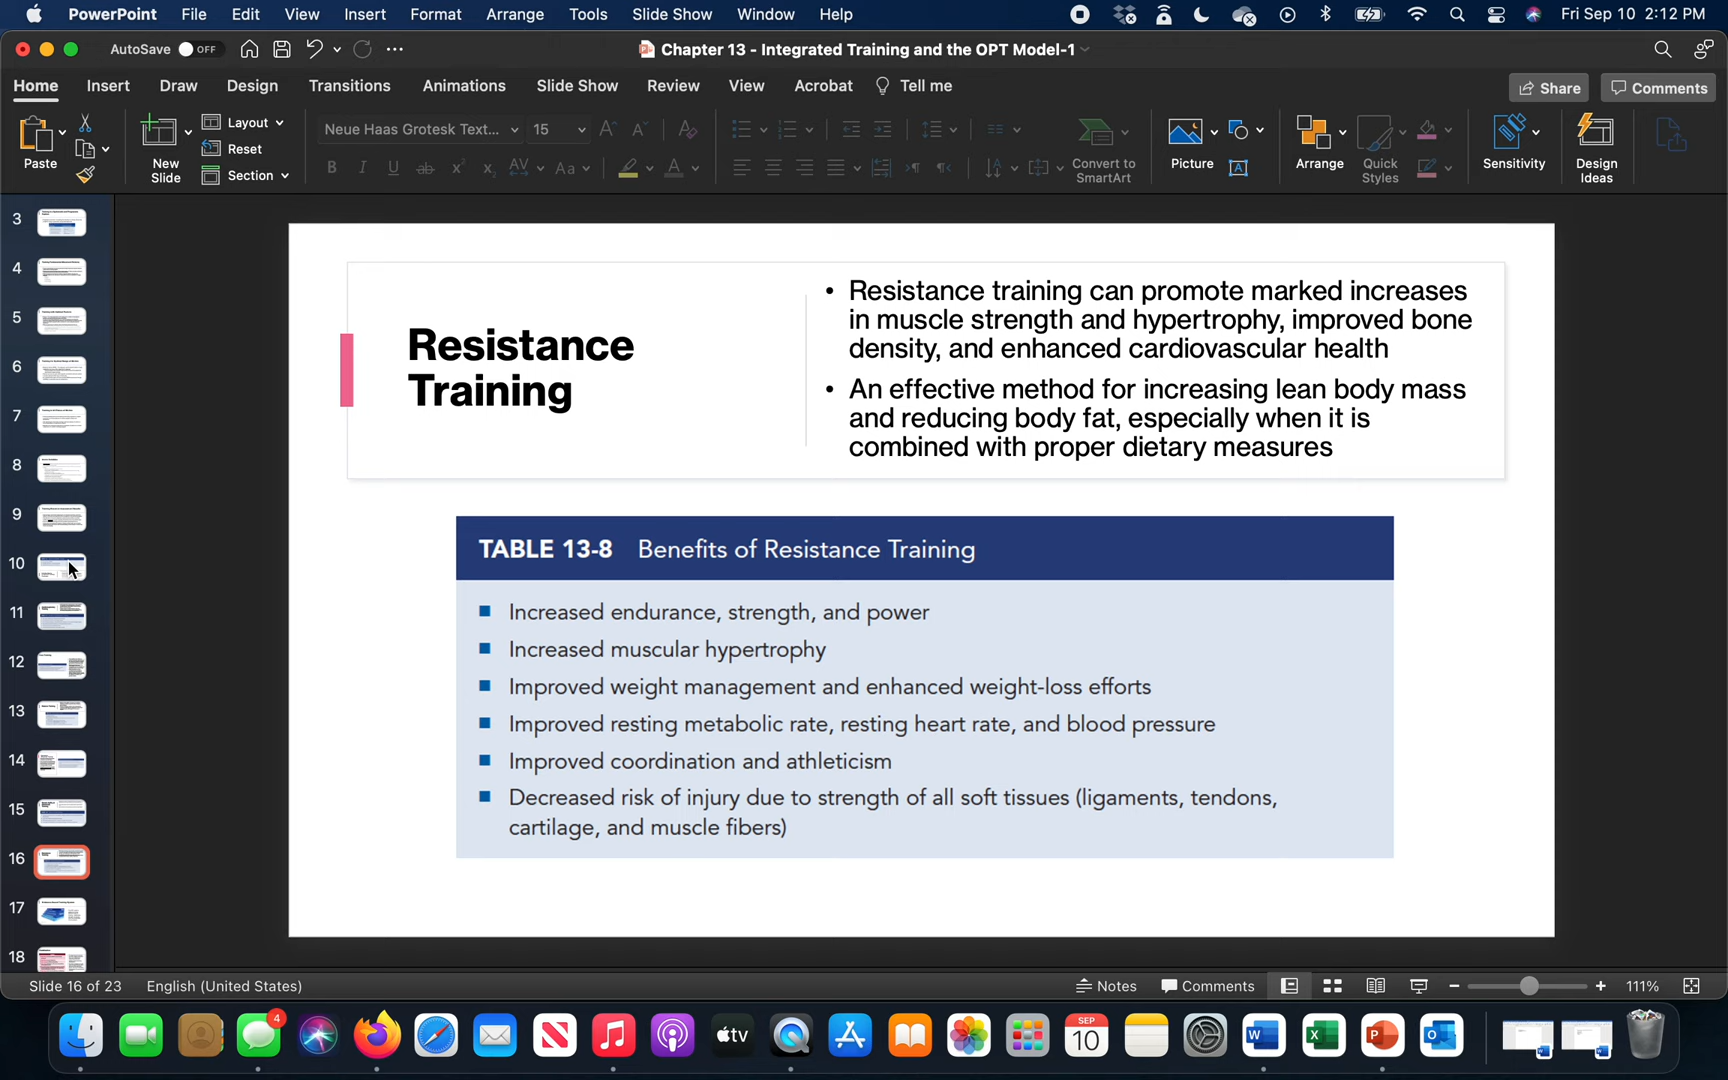 PowerPoint File Edit View Insert Format Arrange Tools Slide Show Window Help Fri Sep 10 2:12 PM
AutoSave OFF Chapter 13 - Integrated Training and the OPT Model-1
Home Insert Draw Design Transitions Animations Slide Show Review View Acrobat Tell me Share Comments
Paste
New
Slide
Layout
Reset
Section
Neue Haas Grotesk Text... 15
Convert to
SmartArt
Picture
Arrange
Quick
Styles
Sensitivity
Design
Ideas
3
4
5
6
7
8
9
10
11
12
13
14
15
16
17
18
Resistance
Training
• Resistance training can promote marked increases
in muscle strength and hypertrophy, improved bone
density, and enhanced cardiovascular health
• An effective method for increasing lean body mass
and reducing body fat, especially when it is
combined with proper dietary measures
TABLE 13-8 Benefits of Resistance Training
■ Increased endurance, strength, and power
■ Increased muscular hypertrophy
■ Improved weight management and enhanced weight-loss efforts
■ Improved resting metabolic rate, resting heart rate, and blood pressure
■ Improved coordination and athleticism
■ Decreased risk of injury due to strength of all soft tissues (ligaments, tendons,
cartilage, and muscle fibers)
Slide 16 of 23 English (United States) Notes Comments 111%
4
tv
SEP
10